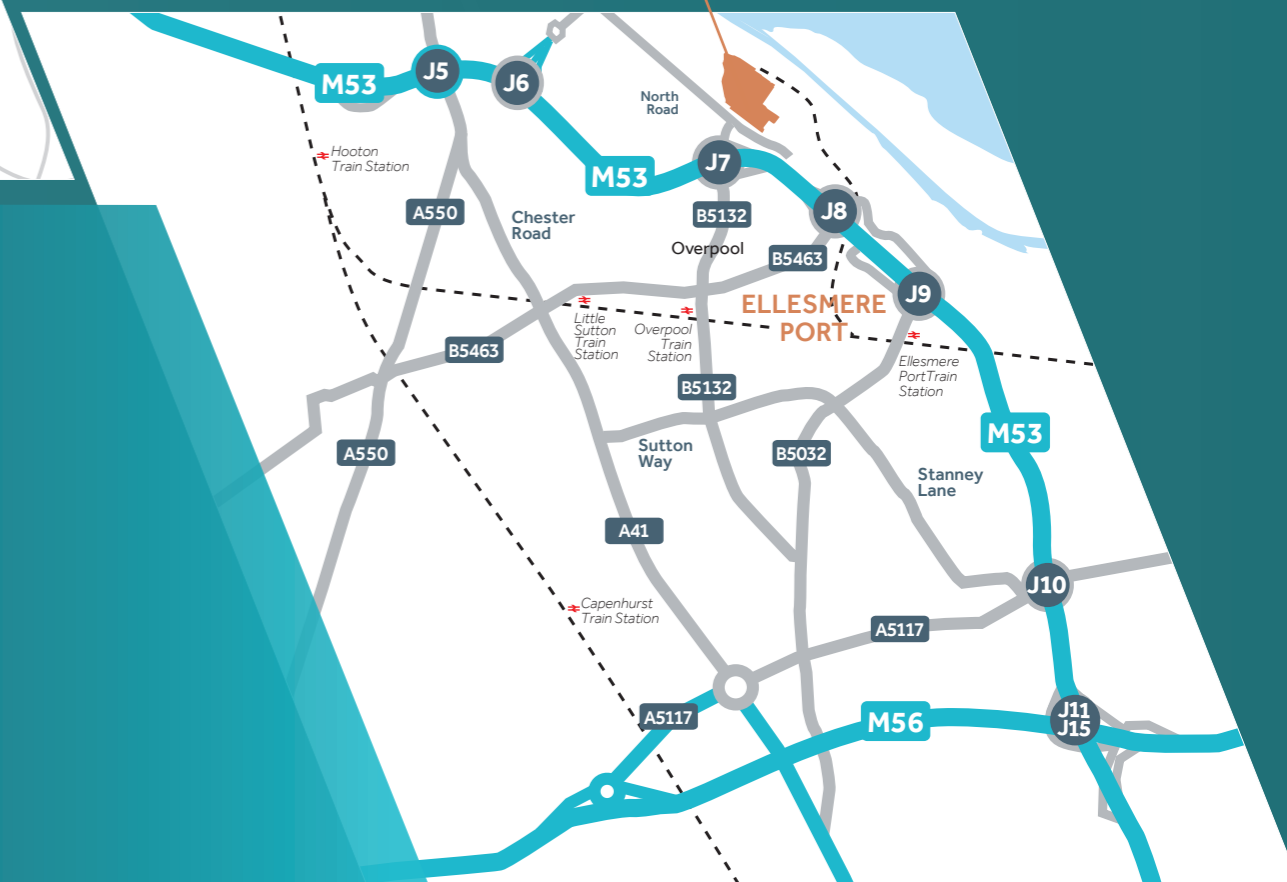 M53
J5
J6
North
Road
Hooton
Train Station
M53
J7
A550
Chester
Road
B5132
J8
Overpool
B5463
ELLESMERE
PORT
J9
Little
Sutton
Train
Station
Overpool
Train
Station
B5463
Ellesmere
PortTrain
Station
B5132
M53
A550
Sutton
Way
B5032
Stanney
Lane
A41
J10
Capenhurst
Train Station
A5117
A5117
M56
J11
J15